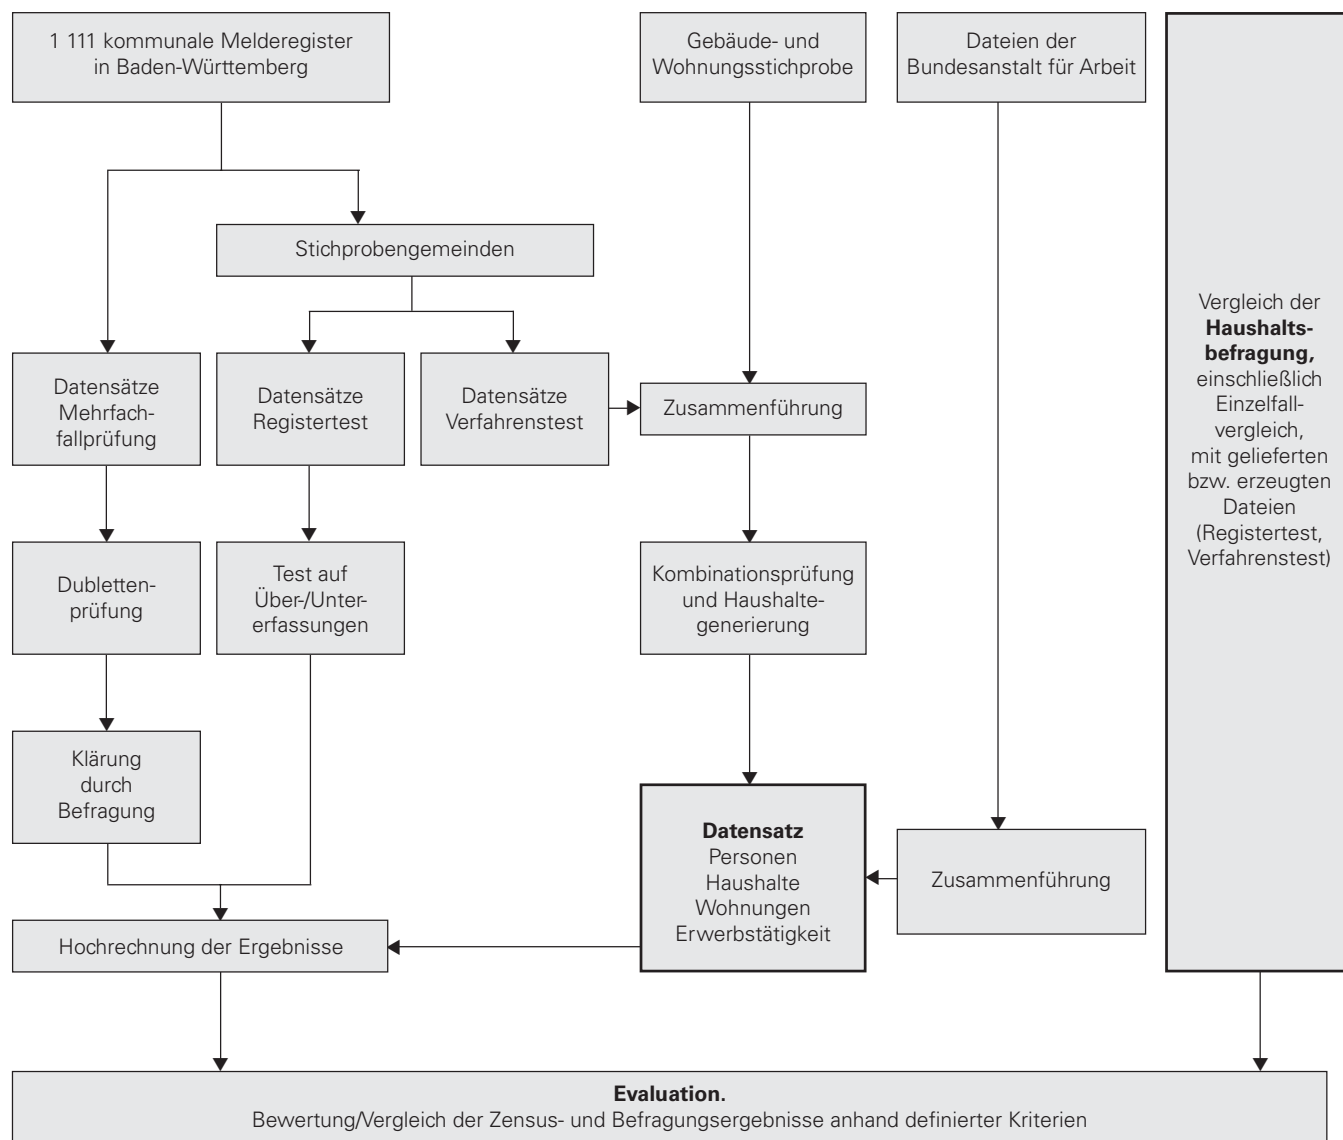 1 111 kommunale Melderegister
in Baden-Württemberg
Gebäude- und
Wohnungsstichprobe
Dateien der
Bundesanstalt für Arbeit
Stichprobengemeinden
Datensätze
Mehrfach-
fallprüfung
Datensätze
Registertest
Datensätze
Verfahrenstest
Zusammenführung
Vergleich der
Haushalts-
befragung,
einschließlich
Einzelfall-
vergleich,
mit gelieferten
bzw. erzeugten
Dateien
(Registertest,
Verfahrenstest)
Dubletten-
prüfung
Test auf
Über-/Unter-
erfassungen
Kombinationsprüfung
und Haushalte-
generierung
Klärung
durch
Befragung
Datensatz
Personen
Haushalte
Wohnungen
Erwerbstätigkeit
Zusammenführung
Hochrechnung der Ergebnisse
Evaluation.
Bewertung/Vergleich der Zensus- und Befragungsergebnisse anhand definierter Kriterien